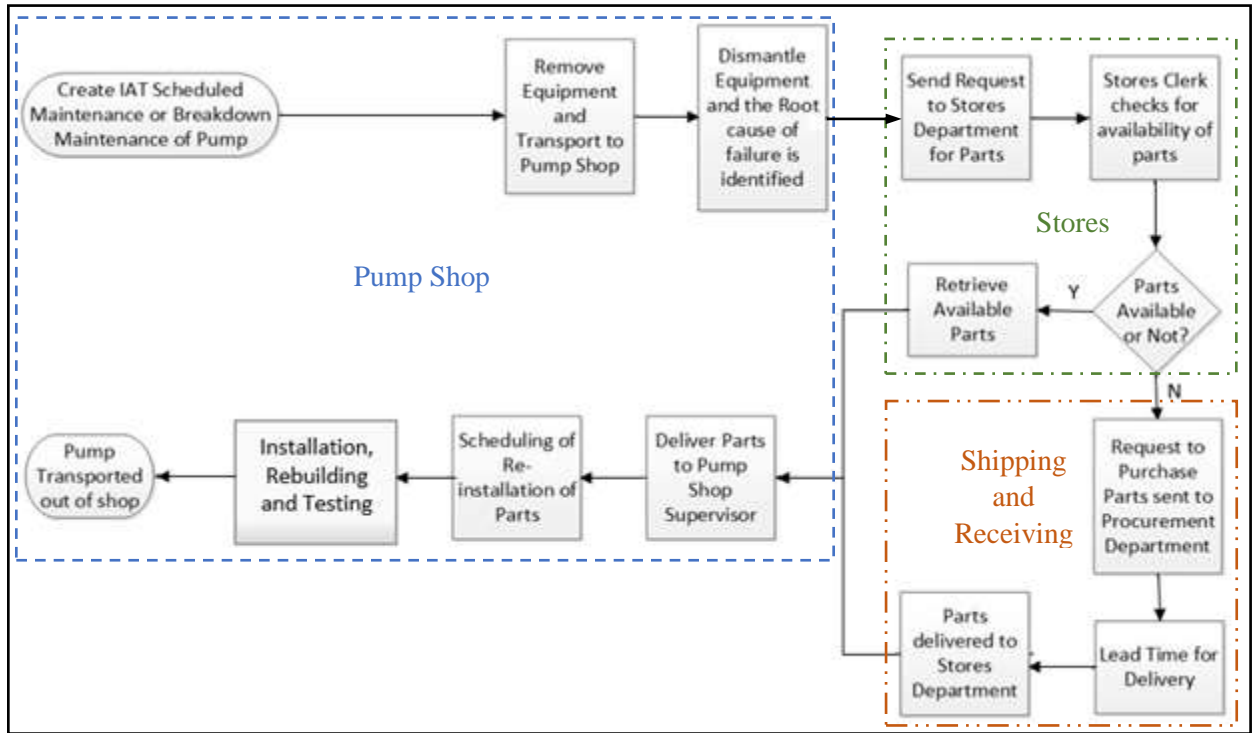 Create IAT Scheduled
Maintenance or Breakdown
Maintenance of Pump
Remove
Equipment
and
Transport to
Pump Shop
Dismantle
Equipment
and the Root
cause of
failure is
identified
Send Request
to Stores
Department
for Parts
Stores Clerk
checks for
availability of
parts
Stores
Pump Shop
Retrieve
Available
Parts
Y
Parts
Available
or Not?
N
Pump
Transported
out of shop
Installation,
Rebuilding
and Testing
Scheduling of
Re-
installation of
Parts
Deliver Parts
to Pump
Shop
Supervisor
Shipping
and
Receiving
Request to
Purchase
Parts sent to
Procurement
Department
Parts
delivered to
Stores
Department
Lead Time for
Delivery